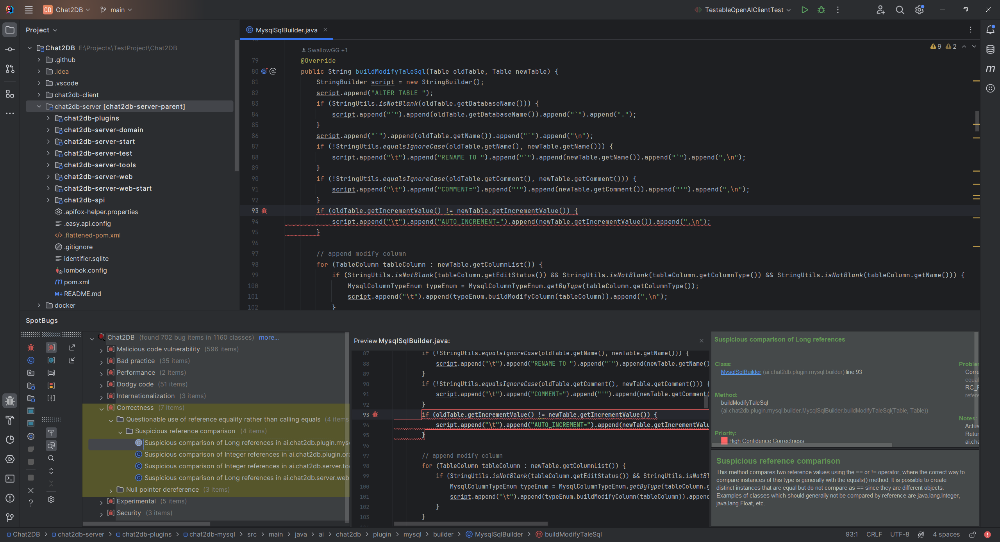 CD Chat2DB main
TestableOpenAIClientTest
Project
Chat2DB E:\Projects\TestProject\Chat2DB
.github
.idea
.vscode
chat2db-client
chat2db-server [chat2db-server-parent]
chat2db-plugins
chat2db-server-domain
chat2db-server-start
chat2db-server-test
chat2db-server-tools
chat2db-server-web
chat2db-server-web-start
chat2db-spi
.apifox-helper.properties
.easy.api.config
</> .flattened-pom.xml
.gitignore
identifier.sqlite
lombok.config
m pom.xml
M↓ README.md
docker
MysqlSqlBuilder.java
9 2
SwallowGG +1
79 @Override
80 public String buildModifyTaleSql(Table oldTable, Table newTable) {
81 StringBuilder script = new StringBuilder();
82 script.append("ALTER TABLE ");
83 if (StringUtils.isNotBlank(oldTable.getDatabaseName())) {
84 script.append("`").append(oldTable.getDatabaseName()).append("`").append(".");
85 }
86 script.append("`").append(oldTable.getName()).append("`").append("\n");
87 if (!StringUtils.equalsIgnoreCase(oldTable.getName(), newTable.getName())) {
88 script.append("\t").append("RENAME TO ").append("`").append(newTable.getName()).append("`").append(",\n");
89 }
90 if (!StringUtils.equalsIgnoreCase(oldTable.getComment(), newTable.getComment())) {
91 script.append("\t").append("COMMENT=").append("'").append(newTable.getComment()).append("'").append(",\n");
92 }
93 if (oldTable.getIncrementValue() != newTable.getIncrementValue()) {
94 script.append("\t").append("AUTO_INCREMENT=").append(newTable.getIncrementValue()).append(",\n");
95 }
96
97 // append modify column
98 for (TableColumn tableColumn : newTable.getColumnList()) {
99 if (StringUtils.isNotBlank(tableColumn.getEditStatus()) && StringUtils.isNotBlank(tableColumn.getColumnType()) && StringUtils.isNotBlank(tableColumn.getName())) {
100 MysqlColumnTypeEnum typeEnum = MysqlColumnTypeEnum.getByType(tableColumn.getColumnType());
101 script.append("\t").append(typeEnum.buildModifyColumn(tableColumn)).append(",\n");
102 }
SpotBugs
Chat2DB (found 702 bug items in 1160 classes) more...
Malicious code vulnerability (596 items)
Bad practice (35 items)
Performance (2 items)
Dodgy code (51 items)
Internationalization (3 items)
Correctness (7 items)
Questionable use of reference equality rather than calling equals (4 items
Suspicious reference comparison (4 items)
Suspicious comparison of Long references in ai.chat2db.plugin.mys
Suspicious comparison of Integer references in ai.chat2db.plugin.ora
Suspicious comparison of Integer references in ai.chat2db.server.to
Suspicious comparison of Long references in ai.chat2db.server.web
Null pointer dereference (3 items)
Experimental (5 items)
Security (3 items)
Preview MysqlSqlBuilder.java:
87 if (!StringUtils.equalsIgnoreCase(oldTable.getName(), newTable.getName())) {
88 script.append("\t").append("RENAME TO ").append("`").append(newTable.getName()
89 }
90 if (!StringUtils.equalsIgnoreCase(oldTable.getComment(), newTable.getComment())) {
91 script.append("\t").append("COMMENT=").append("'").append(newTable.getComment(
92 }
93 if (oldTable.getIncrementValue() != newTable.getIncrementValue()) {
94 script.append("\t").append("AUTO_INCREMENT=").append(newTable.getIncrementValu
95 }
96
97 // append modify column
98 for (TableColumn tableColumn : newTable.getColumnList()) {
99 if (StringUtils.isNotBlank(tableColumn.getEditStatus()) && StringUtils.isNotBl
100 MysqlColumnTypeEnum typeEnum = MysqlColumnTypeEnum.getByType(tableColumn.g
101 script.append("\t").append(typeEnum.buildModifyColumn(tableColumn)).append
102 }
103 }
Suspicious comparison of Long references
Class:
MysqlSqlBuilder (ai.chat2db.plugin.mysql.builder) line 93
Method:
buildModifyTaleSql
(ai.chat2db.plugin.mysql.builder.MysqlSqlBuilder.buildModifyTaleSql(Table, Table))
Priority:
High Confidence Correctness
Problem
Corre
equal
RC_F
refere
Notes:
Actua
Retur
ai.cha
Suspicious reference comparison
This method compares two reference values using the == or != operator, where the correct way to
compare instances of this type is generally with the equals() method. It is possible to create
distinct instances that are equal but do not compare as == since they are different objects.
Examples of classes which should generally not be compared by reference are java.lang.Integer,
java.lang.Float, etc.
Chat2DB > chat2db-server > chat2db-plugins > chat2db-mysql > src > main > java > ai > chat2db > plugin > mysql > builder > MysqlSqlBuilder > buildModifyTaleSql
93:1 CRLF UTF-8 4 spaces